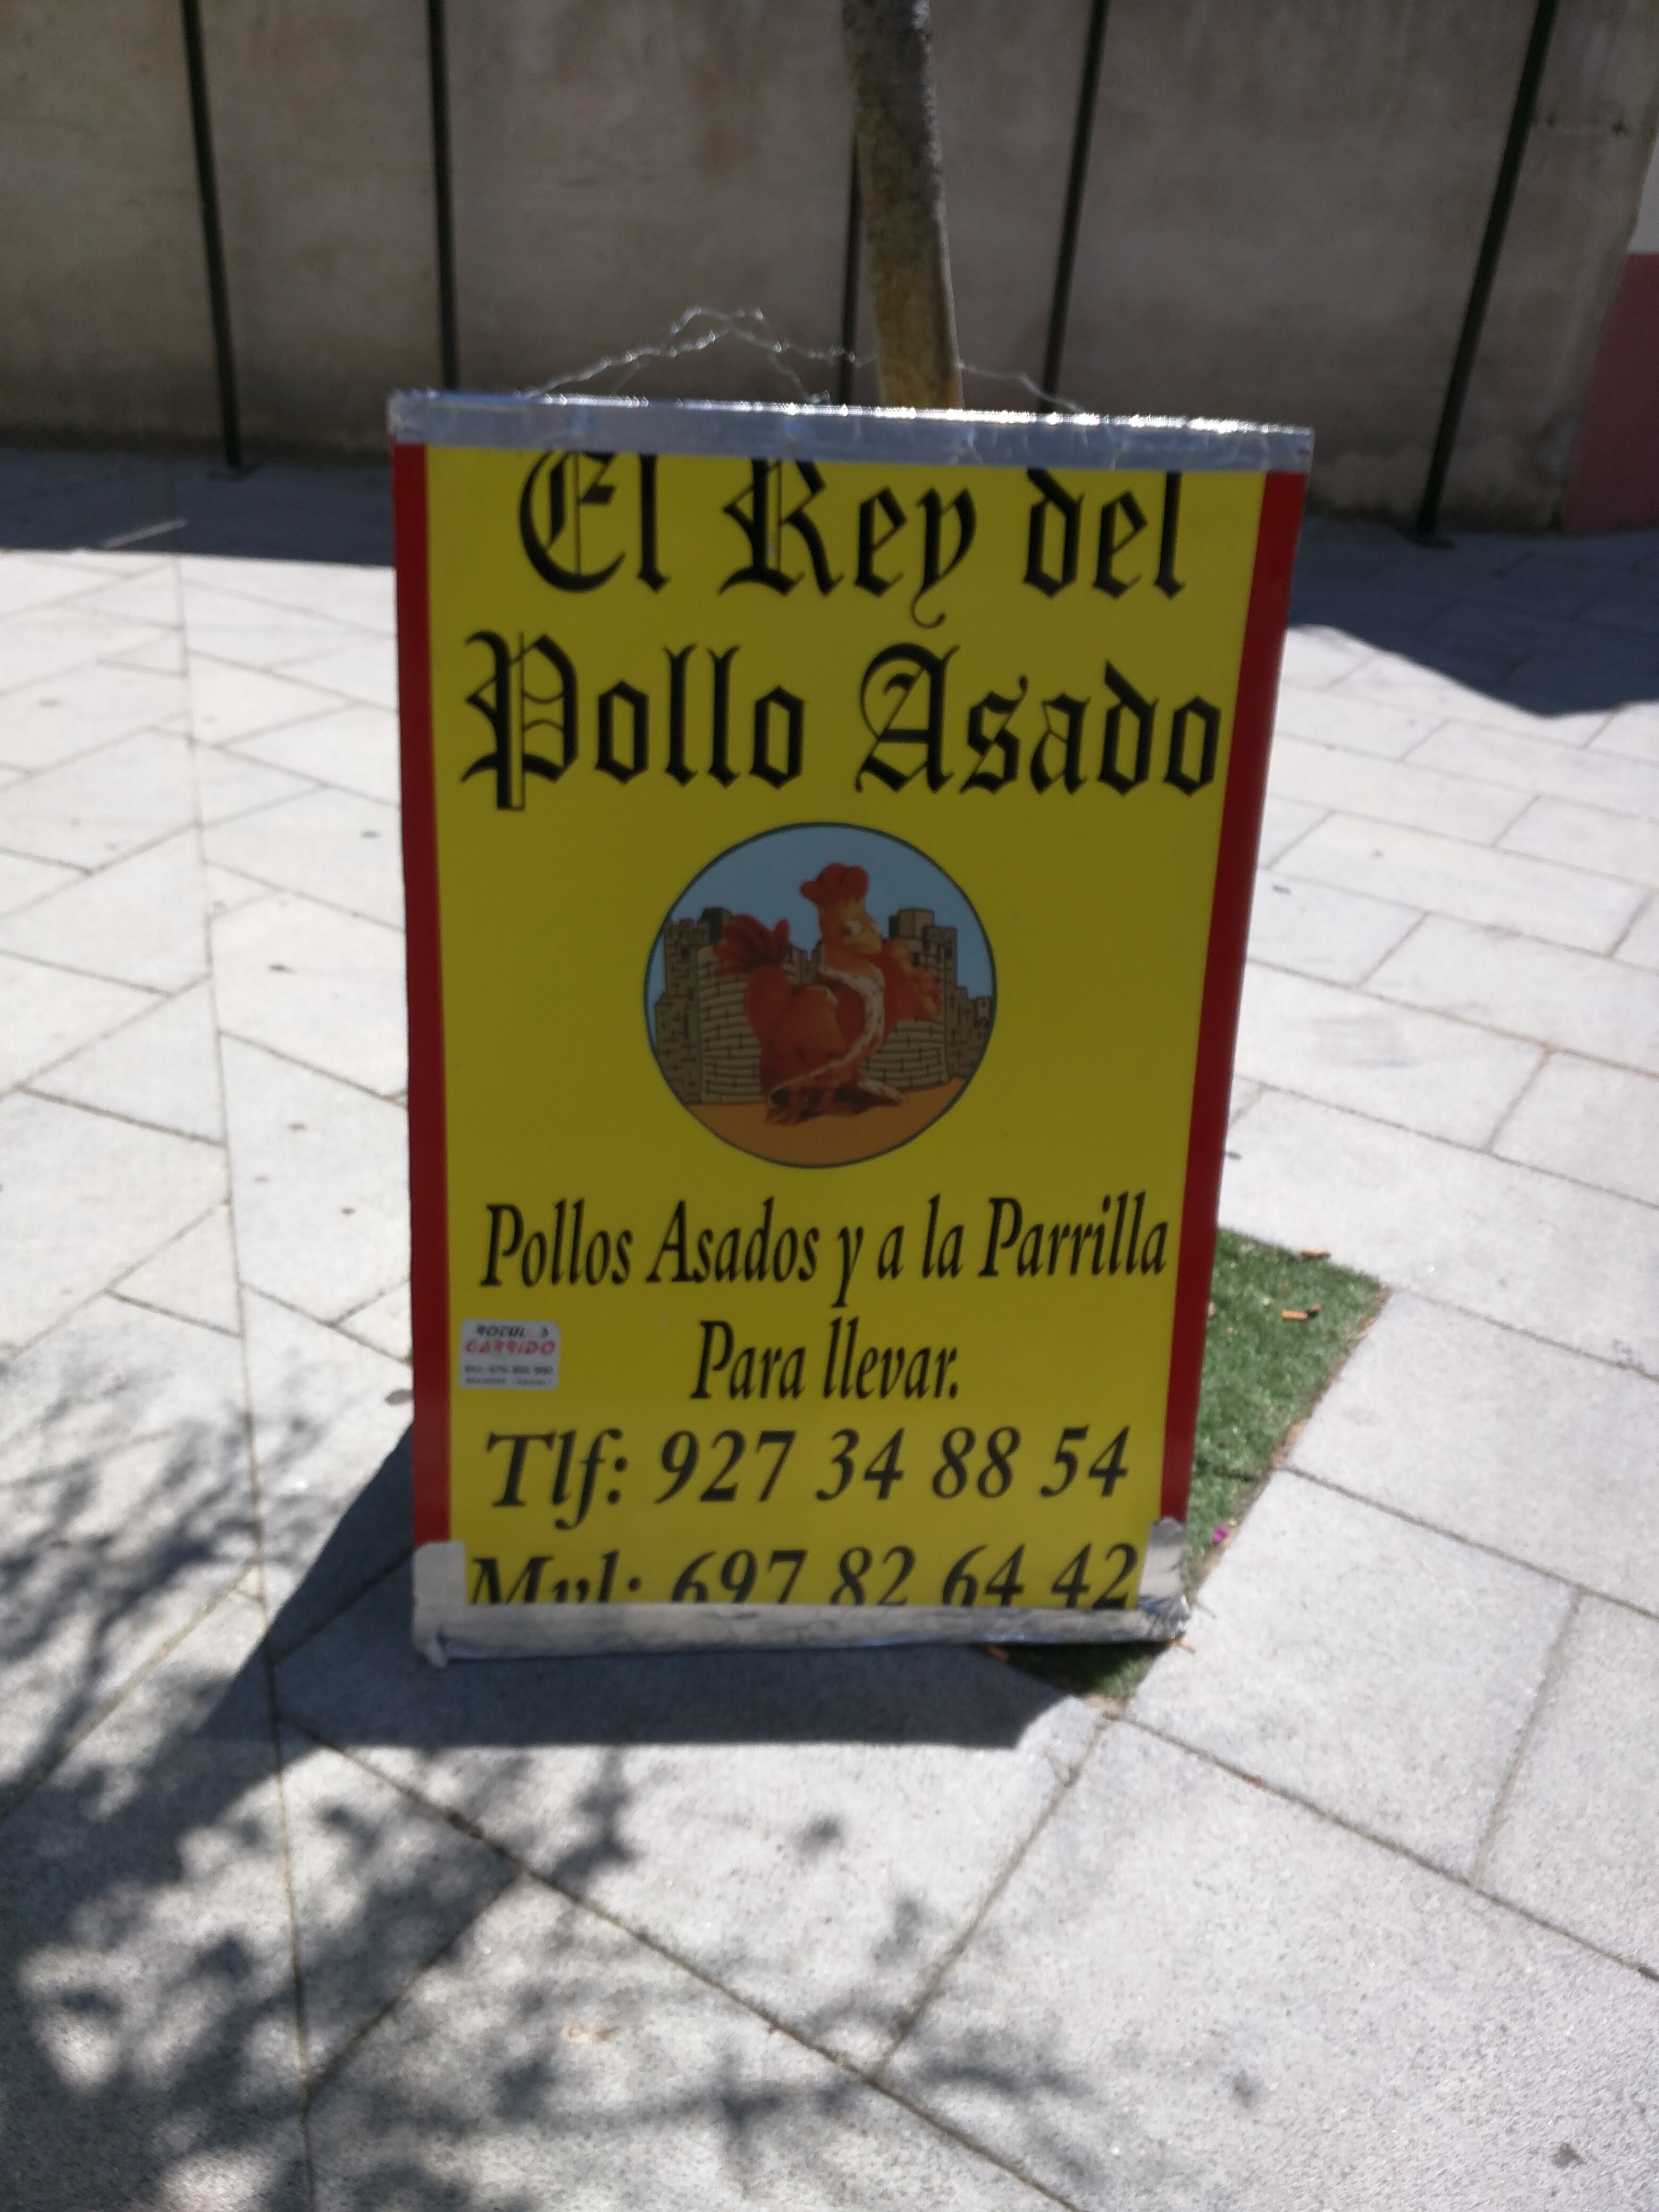 El Rey del
Pollo Asado
Pollos Asados y a la Parrilla
Para llevar.
GARRIDO
Tlf: 927 34 88 54
Mvl: 697 82 64 42